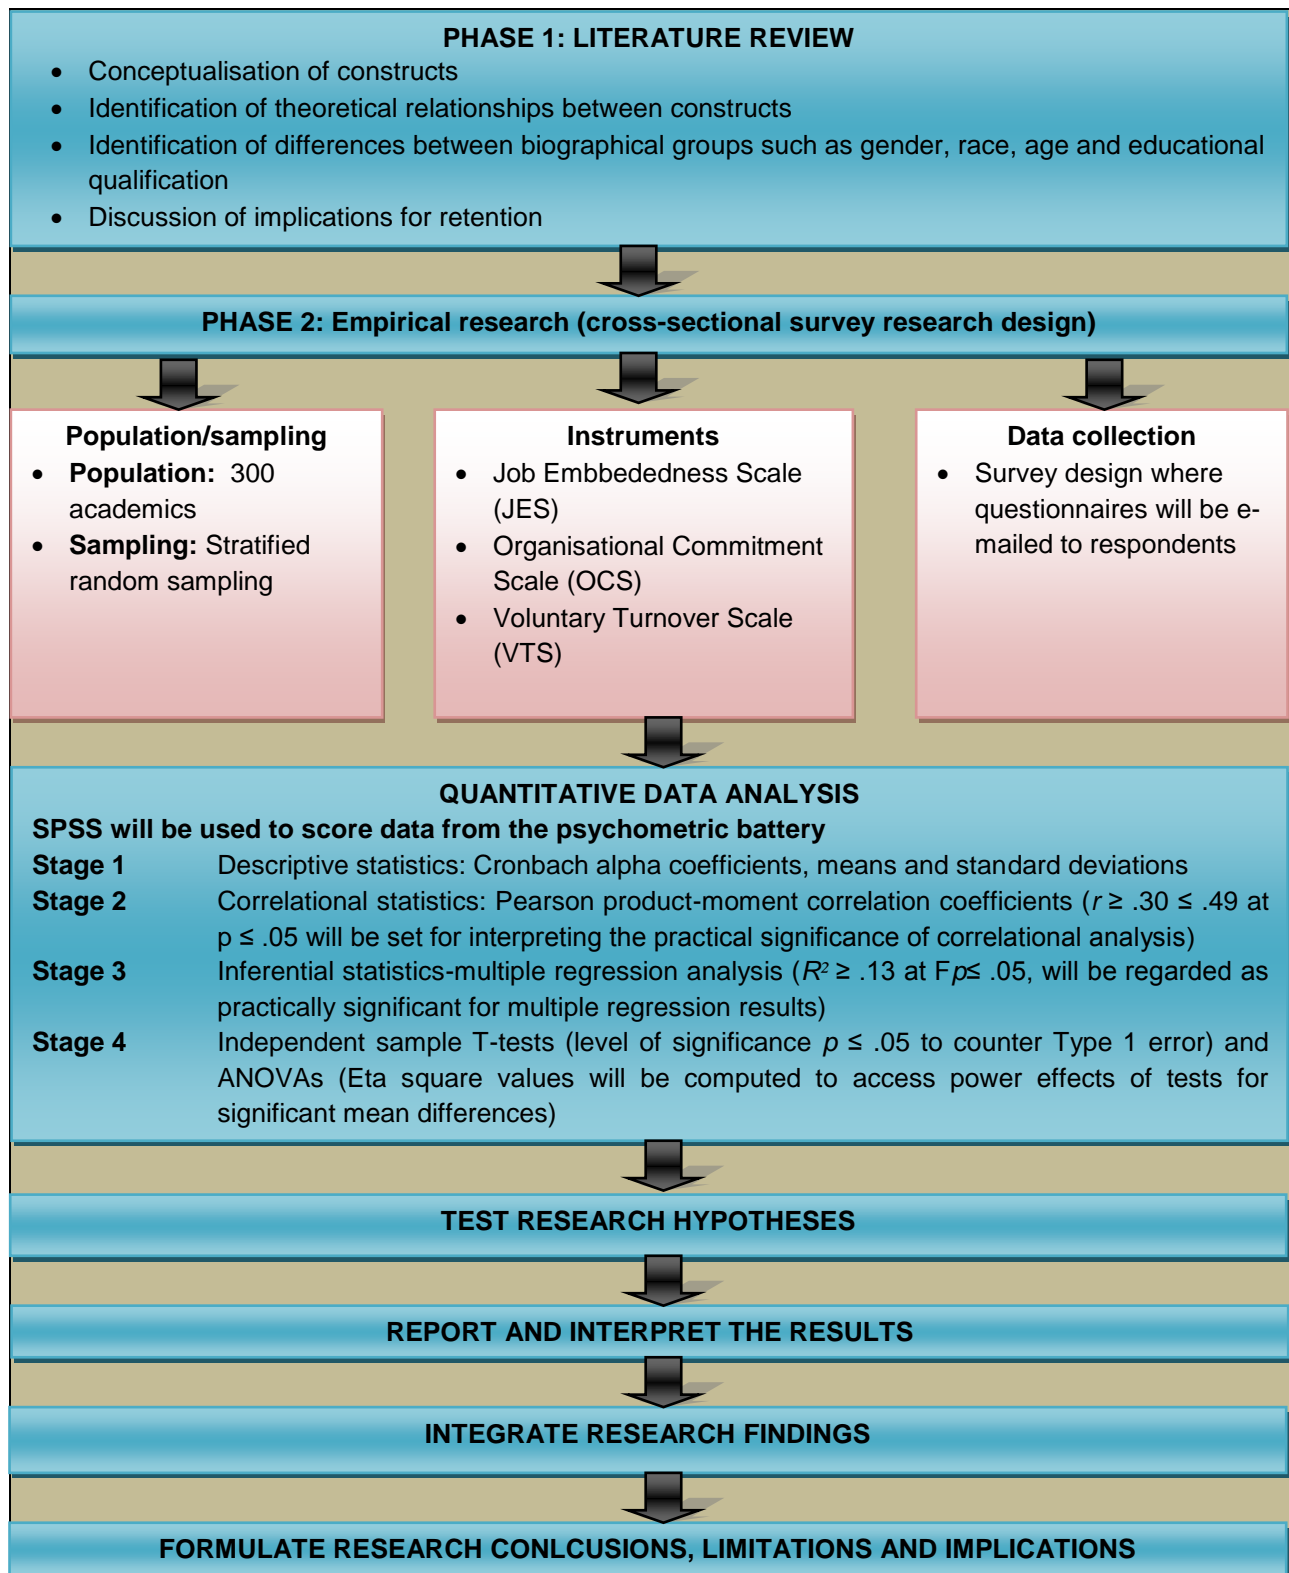 PHASE 1: LITERATURE REVIEW
• Conceptualisation of constructs
• Identification of theoretical relationships between constructs
• Identification of differences between biographical groups such as gender, race, age and educational
qualification
• Discussion of implications for retention
PHASE 2: Empirical research (cross-sectional survey research design)
Population/sampling
• Population: 300
academics
• Sampling: Stratified
random sampling
Instruments
• Job Embbededness Scale
(JES)
• Organisational Commitment
Scale (OCS)
• Voluntary Turnover Scale
(VTS)
Data collection
• Survey design where
questionnaires will be e-
mailed to respondents
QUANTITATIVE DATA ANALYSIS
SPSS will be used to score data from the psychometric battery
Stage 1 Descriptive statistics: Cronbach alpha coefficients, means and standard deviations
Stage 2 Correlational statistics: Pearson product-moment correlation coefficients (r ≥ .30 ≤ .49 at
p ≤ .05 will be set for interpreting the practical significance of correlational analysis)
Stage 3 Inferential statistics-multiple regression analysis (R² ≥ .13 at Fp≤ .05, will be regarded as
practically significant for multiple regression results)
Stage 4 Independent sample T-tests (level of significance p ≤ .05 to counter Type 1 error) and
ANOVAs (Eta square values will be computed to access power effects of tests for
significant mean differences)
TEST RESEARCH HYPOTHESES
REPORT AND INTERPRET THE RESULTS
INTEGRATE RESEARCH FINDINGS
FORMULATE RESEARCH CONLCUSIONS, LIMITATIONS AND IMPLICATIONS